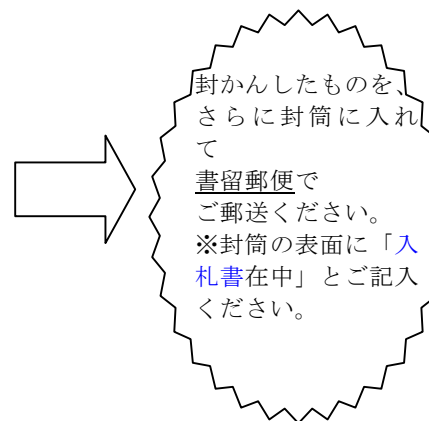 封かんしたものを、
さらに封筒に入れ
て
書留郵便で
ご郵送ください。
※封筒の表面に「入
札書在中」とご記入
ください。